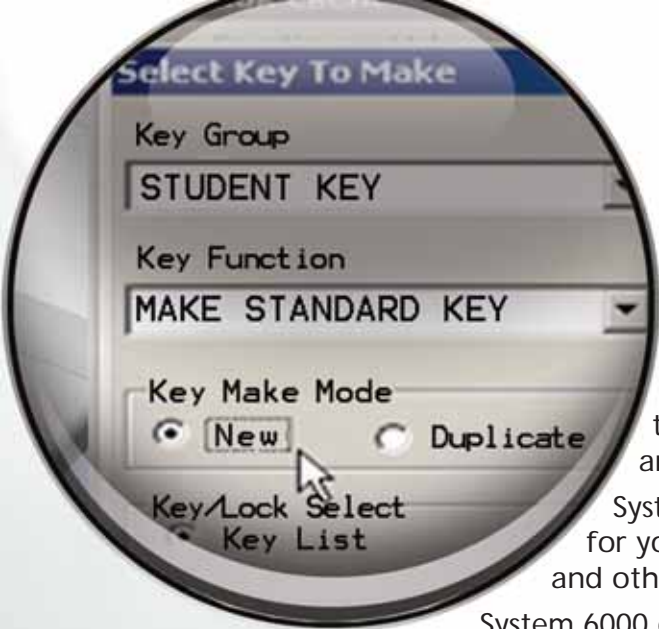 Select Key To Make
Key Group
STUDENT KEY
Key Function
MAKE STANDARD KEY
Key Make Mode
New
Duplicate
Key/Lock Select
Key List
Syst
for yo
and oth
System 6000